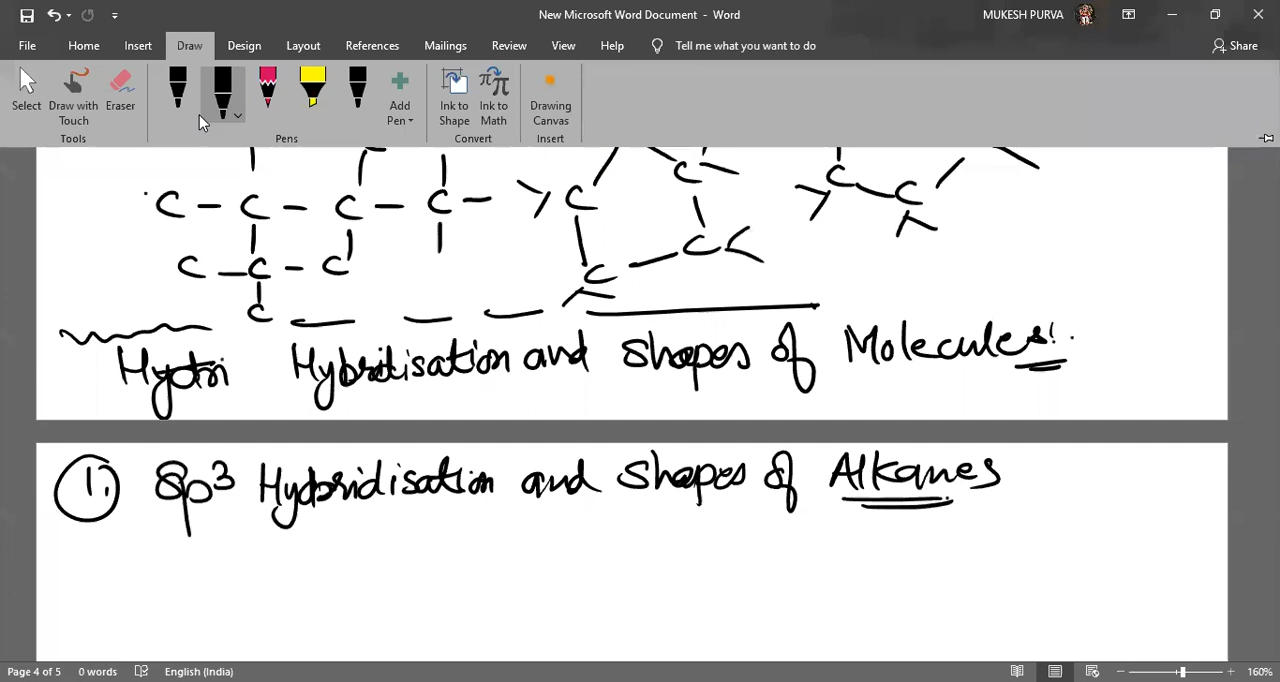 New Microsoft Word Document - Word
MUKESH PURVA
File Home Insert Draw Design Layout References Mailings Review View Help Tell me what you want to do Share
Select Draw with Touch Eraser Add Pen Ink to Shape Ink to Math Drawing Canvas
Tools Pens Convert Insert
C - C - C - C - C C C C
C - C - C C
C C
Hydri Hybridisation and Shapes of Molecules:
1. Sp3 Hybridisation and Shapes of Alkanes
Page 4 of 5 0 words English (India) 160%